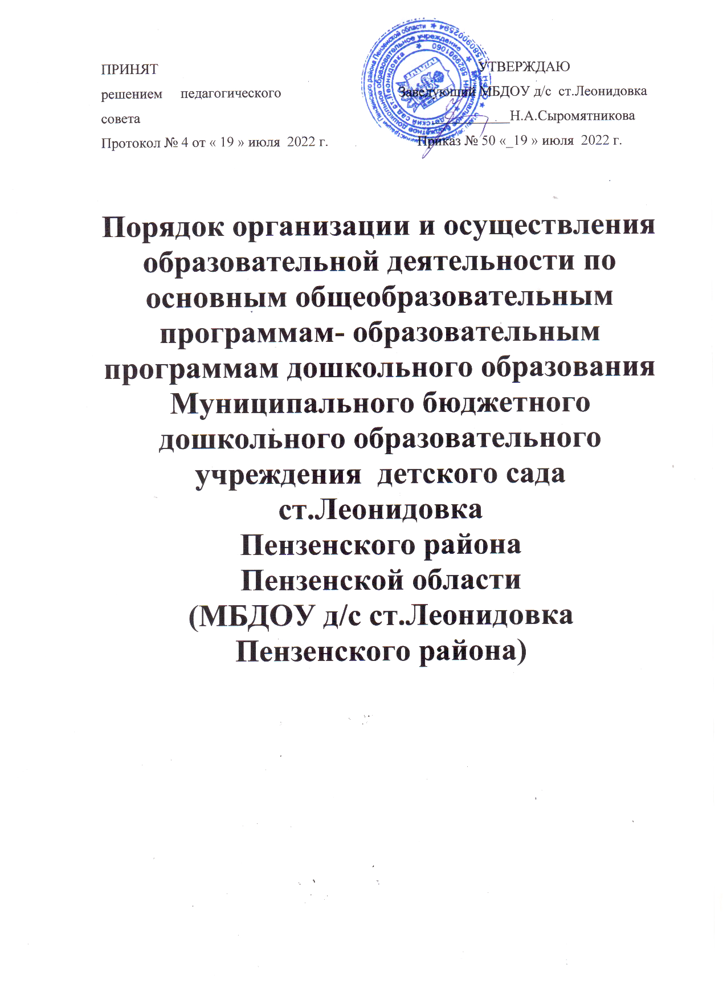 ПРИНЯТ
решением педагогического
совета
Протокол № 4 от « 19 » июля 2022 г.
УТВЕРЖДАЮ
Заведующий МБДОУ д/с ст.Леонидовка
__________Н.А.Сыромятникова
Приказ № 50 «_19 » июля 2022 г.
Порядок организации и осуществления
образовательной деятельности по
основным общеобразовательным
программам- образовательным
программам дошкольного образования
Муниципального бюджетного
дошкольного образовательного
учреждения детского сада
ст.Леонидовка
Пензенского района
Пензенской области
(МБДОУ д/с ст.Леонидовка
Пензенского района)